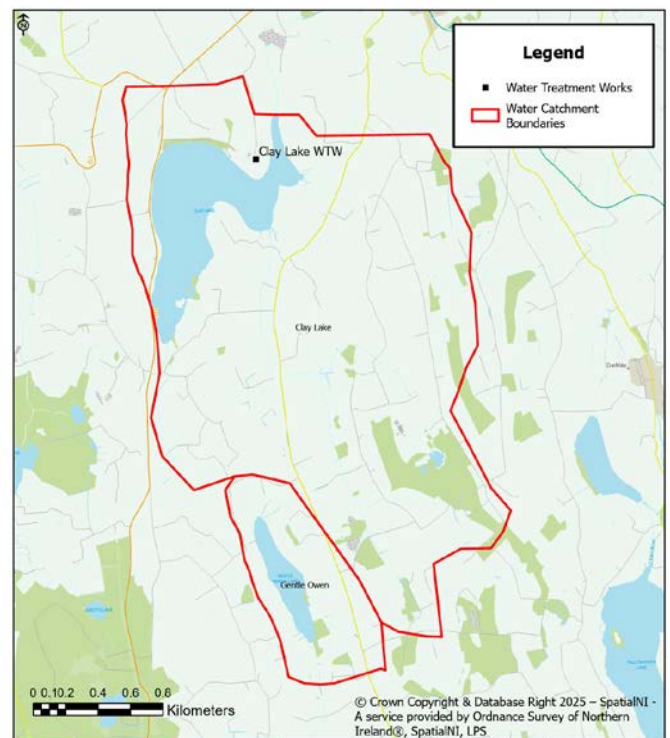 N
Legend
Water Treatment Works
Water Catchment
Boundaries
Clay Lake WTW
Clay Lake
Gentle Owen
0 0.10.2 0.4 0.6 0.8
Kilometers
© Crown Copyright & Database Right 2025 – SpatialNI -
A service provided by Ordnance Survey of Northern
Ireland®, SpatialNI, LPS